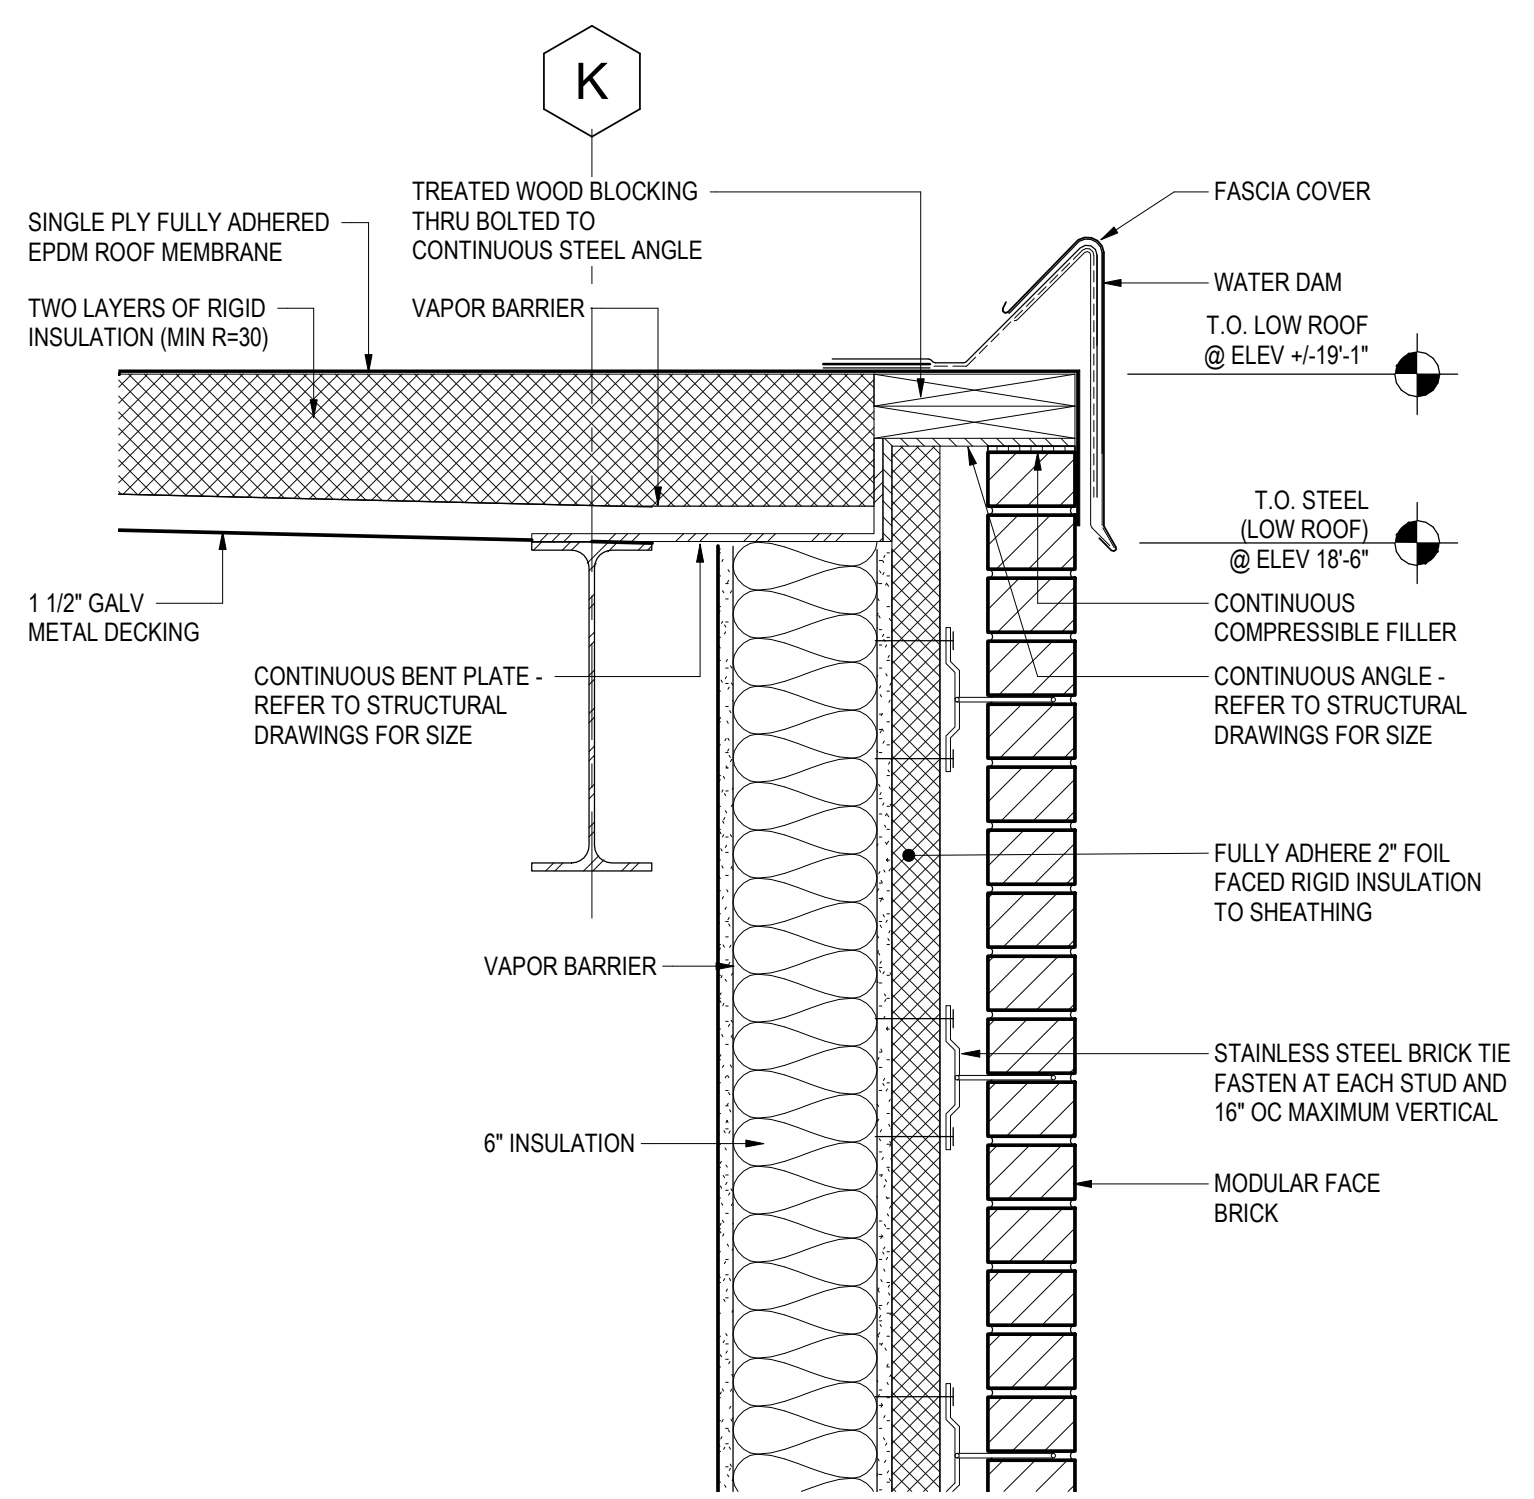 K
TREATED WOOD BLOCKING
THRU BOLTED TO
CONTINUOUS STEEL ANGLE
FASCIA COVER
SINGLE PLY FULLY ADHERED
EPDM ROOF MEMBRANE
WATER DAM
TWO LAYERS OF RIGID
INSULATION (MIN R=30)
VAPOR BARRIER
T.O. LOW ROOF
@ ELEV +/-19'-1"
T.O. STEEL
(LOW ROOF)
@ ELEV 18'-6"
1 1/2" GALV
METAL DECKING
CONTINUOUS
COMPRESSIBLE FILLER
CONTINUOUS BENT PLATE -
REFER TO STRUCTURAL
DRAWINGS FOR SIZE
CONTINUOUS ANGLE -
REFER TO STRUCTURAL
DRAWINGS FOR SIZE
FULLY ADHERE 2" FOIL
FACED RIGID INSULATION
TO SHEATHING
VAPOR BARRIER
STAINLESS STEEL BRICK TIE
FASTEN AT EACH STUD AND
16" OC MAXIMUM VERTICAL
6" INSULATION
MODULAR FACE
BRICK